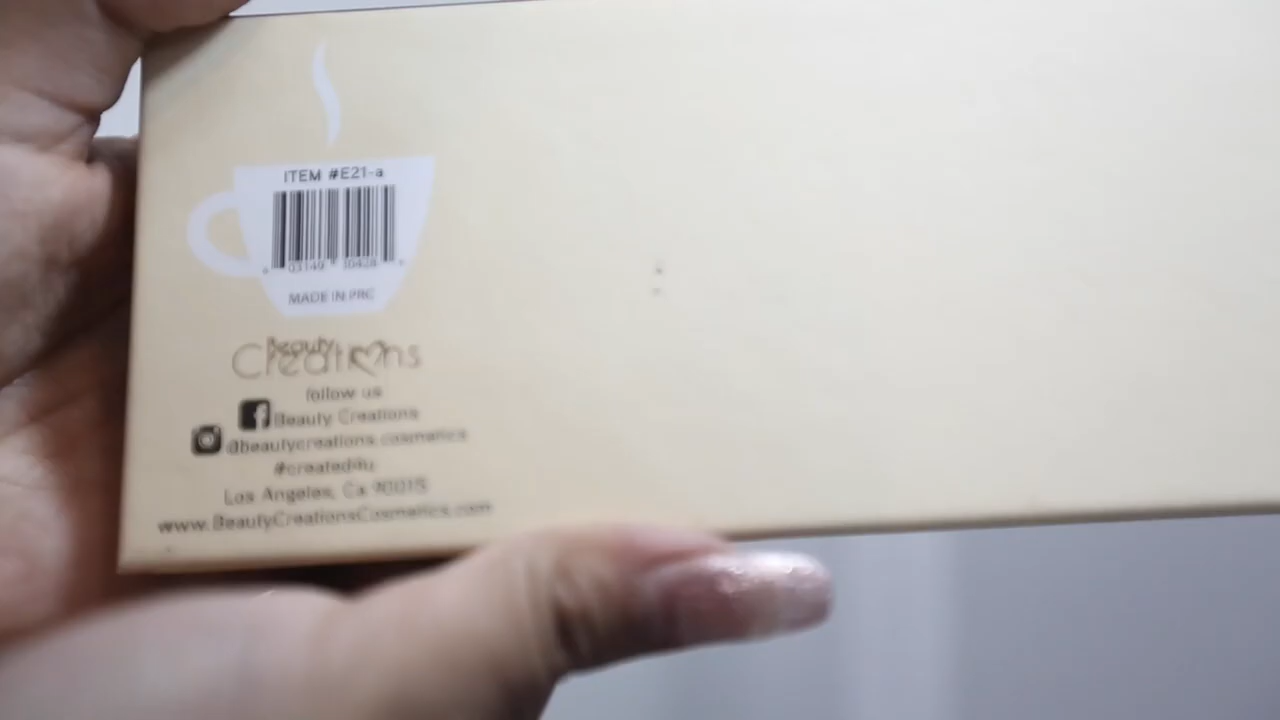 ITEM #E21-a
MADE IN PRC
Beauty
Creations
follow us
Beauty Creations
@beautycreations.cosmetics
#created4u
Los Angeles, Ca 90015
www.BeautyCreationsCosmetics.com